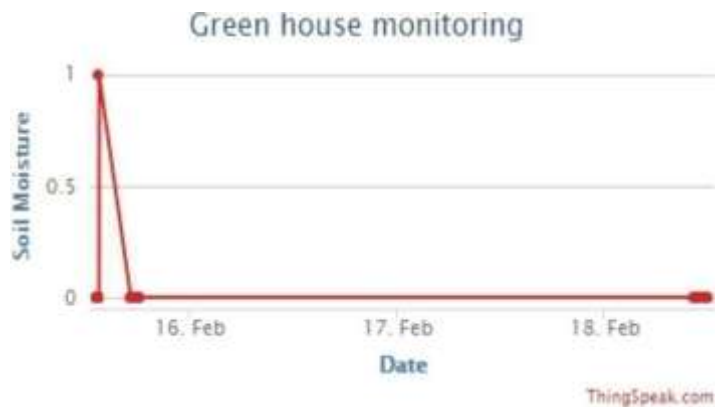 Green house monitoring
Soil Moisture
1
0.5
0
16. Feb
17. Feb
18. Feb
Date
ThingSpeak.com